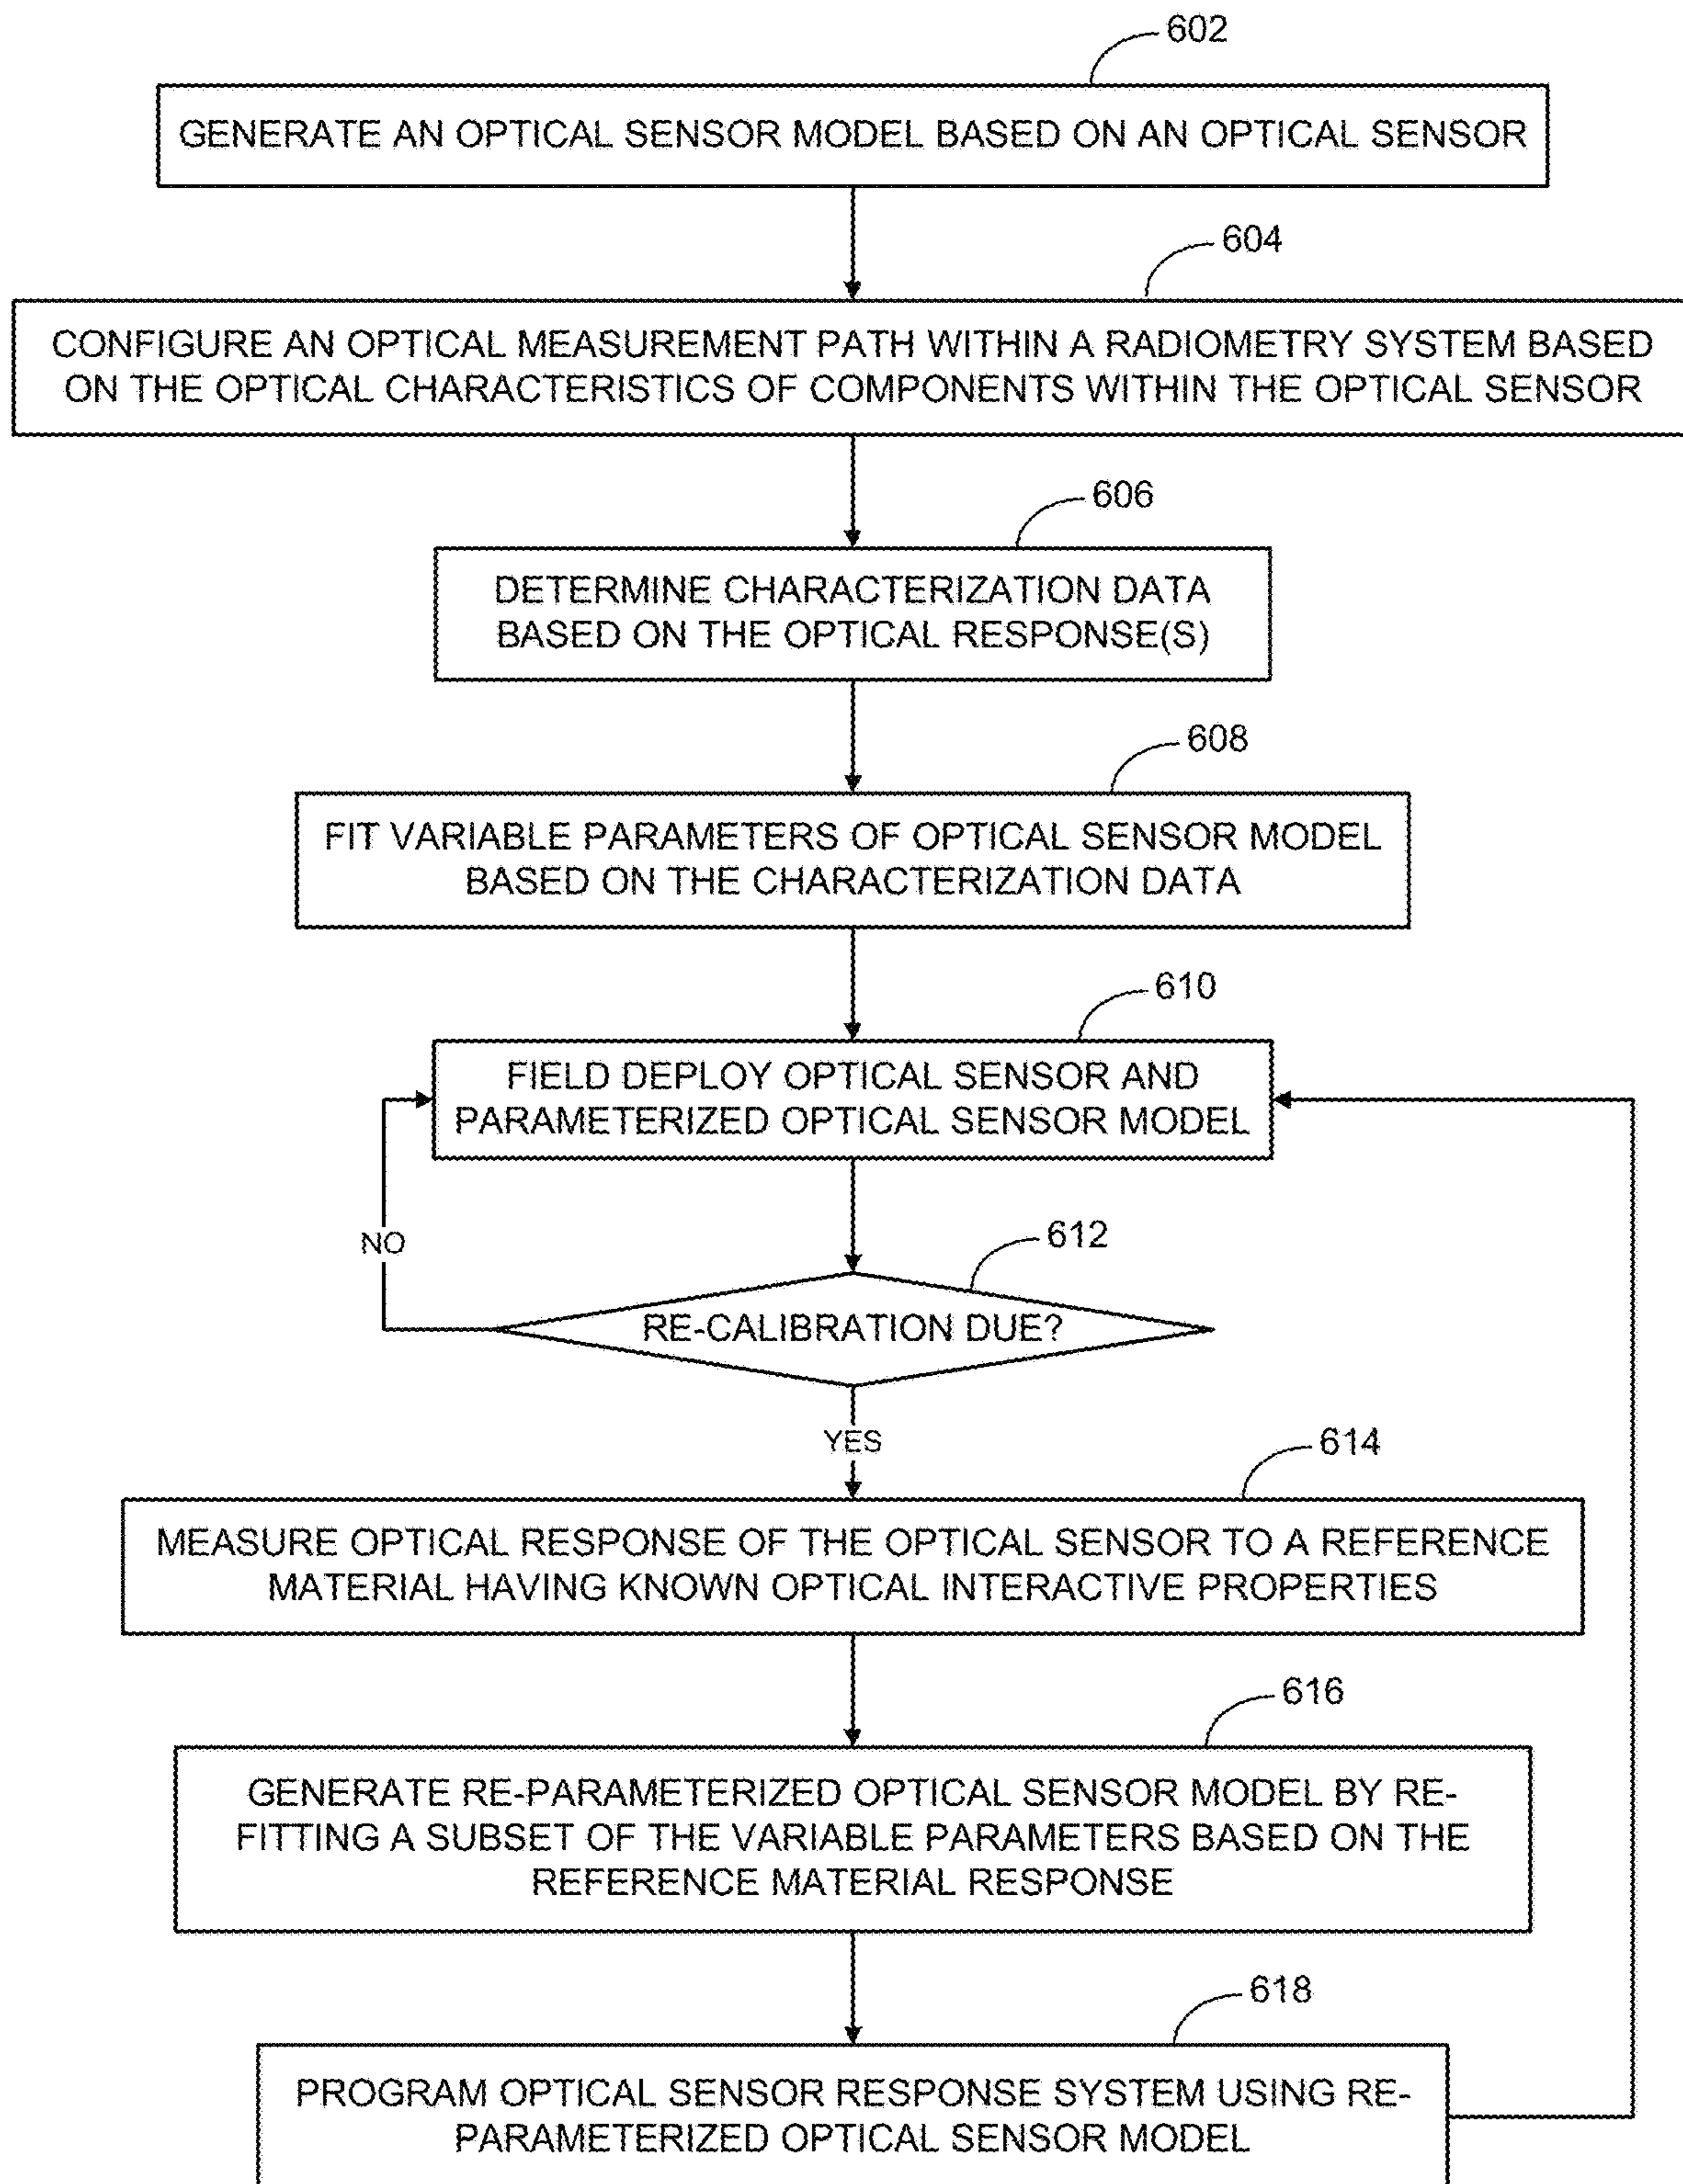 602
GENERATE AN OPTICAL SENSOR MODEL BASED ON AN OPTICAL SENSOR
604
CONFIGURE AN OPTICAL MEASUREMENT PATH WITHIN A RADIOMETRY SYSTEM BASED
ON THE OPTICAL CHARACTERISTICS OF COMPONENTS WITHIN THE OPTICAL SENSOR
606
DETERMINE CHARACTERIZATION DATA
BASED ON THE OPTICAL RESPONSE(S)
608
FIT VARIABLE PARAMETERS OF OPTICAL SENSOR MODEL
BASED ON THE CHARACTERIZATION DATA
610
FIELD DEPLOY OPTICAL SENSOR AND
PARAMETERIZED OPTICAL SENSOR MODEL
NO
612
RE-CALIBRATION DUE?
YES
614
MEASURE OPTICAL RESPONSE OF THE OPTICAL SENSOR TO A REFERENCE
MATERIAL HAVING KNOWN OPTICAL INTERACTIVE PROPERTIES
616
GENERATE RE-PARAMETERIZED OPTICAL SENSOR MODEL BY RE-
FITTING A SUBSET OF THE VARIABLE PARAMETERS BASED ON THE
REFERENCE MATERIAL RESPONSE
618
PROGRAM OPTICAL SENSOR RESPONSE SYSTEM USING RE-
PARAMETERIZED OPTICAL SENSOR MODEL